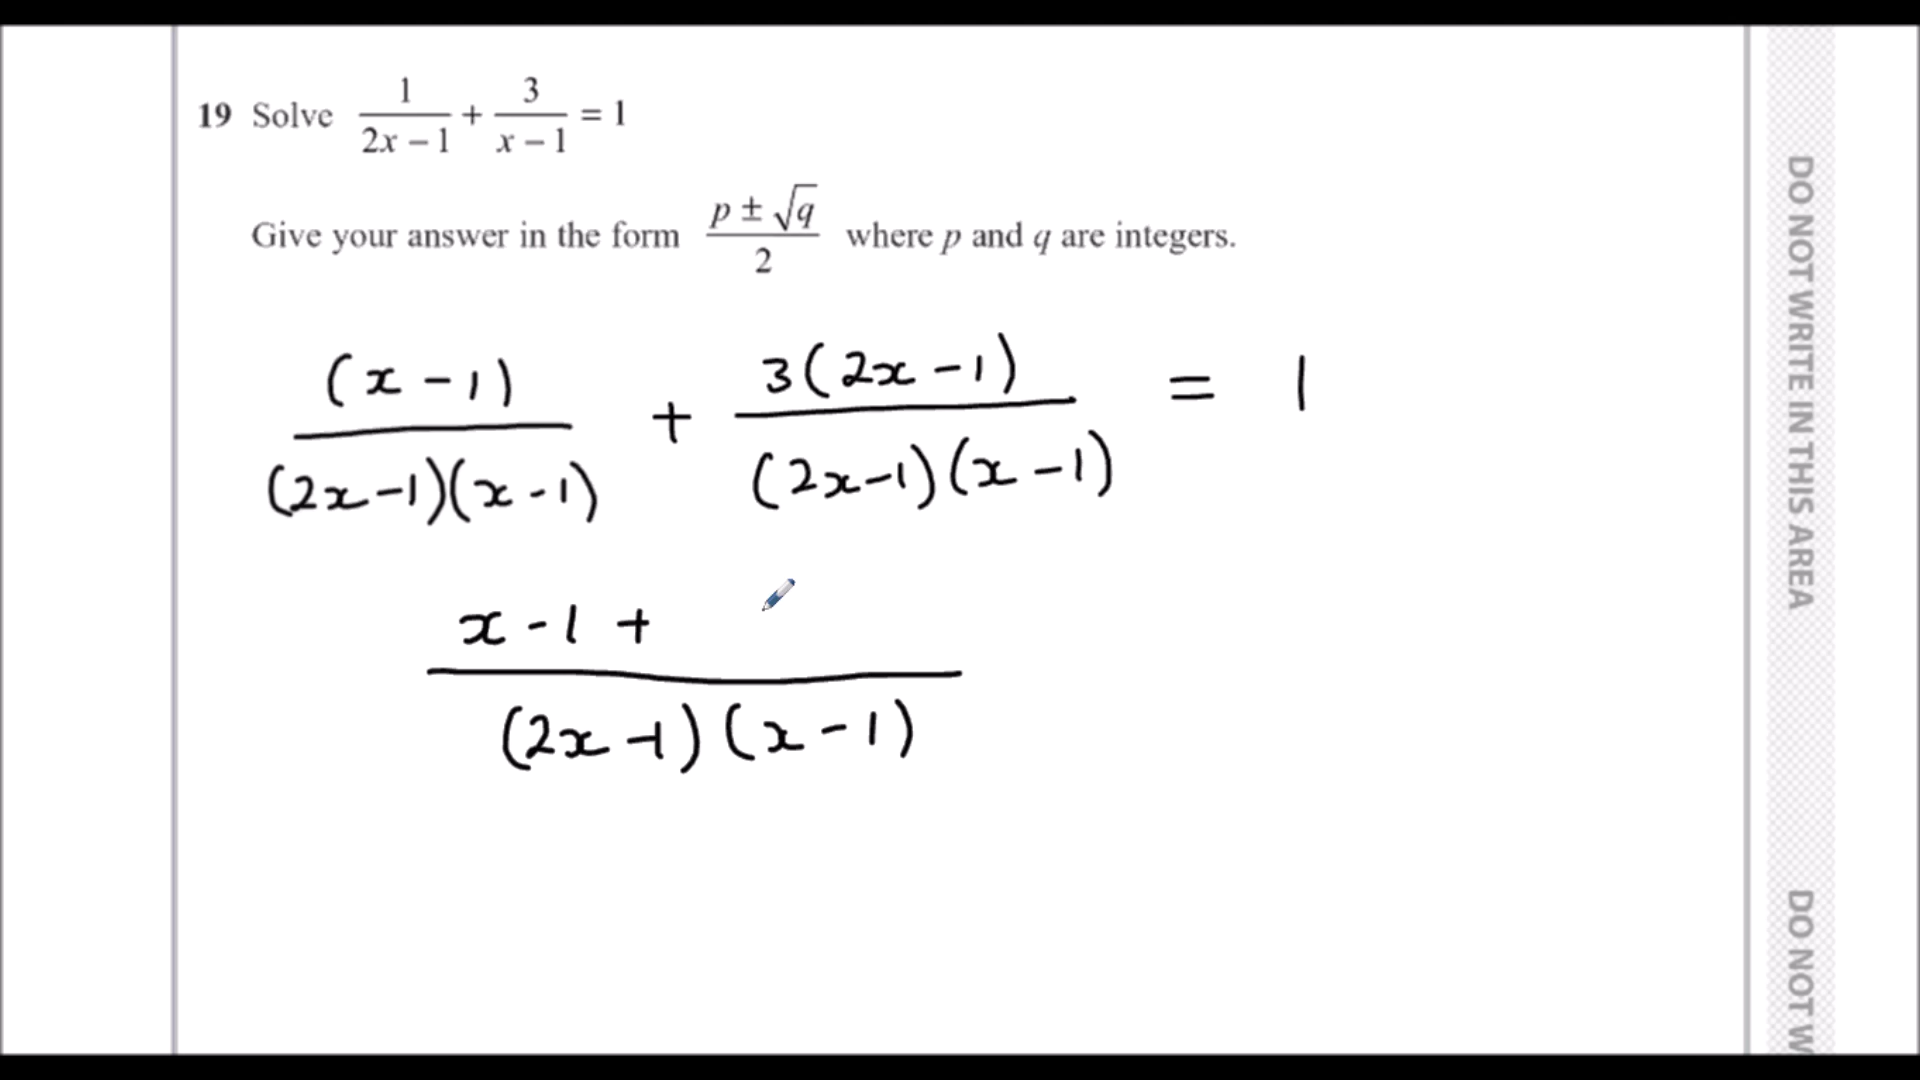 19 Solve 1/(2x − 1) + 3/(x − 1) = 1
Give your answer in the form (p ± √q)/2 where p and q are integers.
(x - 1)/((2x-1)(x-1)) + 3(2x-1)/((2x-1)(x-1)) = 1
(x-1+)/((2x-1)(x-1))
DO NOT WRITE IN THIS AREA
DO NOT W